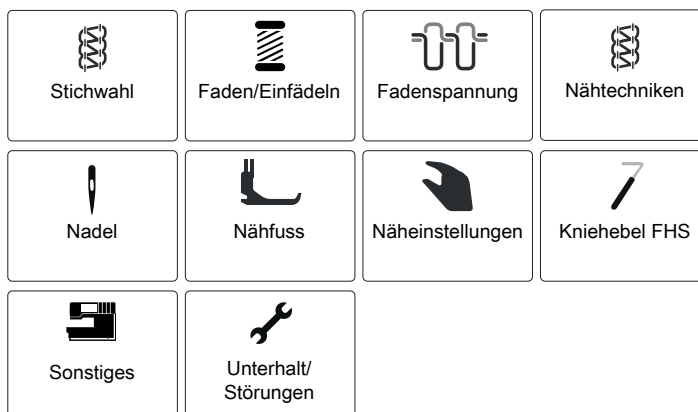 Stichwahl
Faden/Einfädeln
Fadenspannung
Nähtechniken
Nadel
Nähfuss
Näheinstellungen
Kniehebel FHS
Sonstiges
Unterhalt/
Störungen